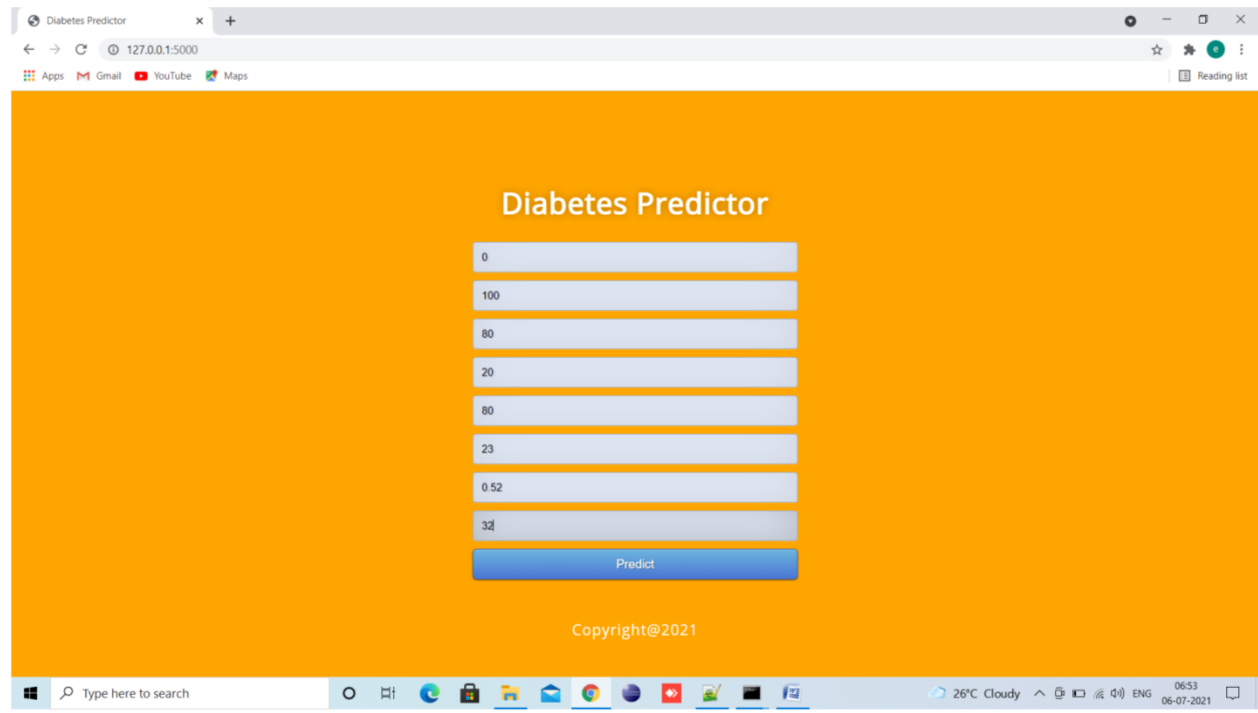 Diabetes Predictor
127.0.0.1:5000
Apps Gmail YouTube Maps Reading list
Diabetes Predictor
0
100
80
20
80
23
0.52
32
Predict
Copyright@2021
Type here to search 26°C Cloudy ENG 06:53
06-07-2021